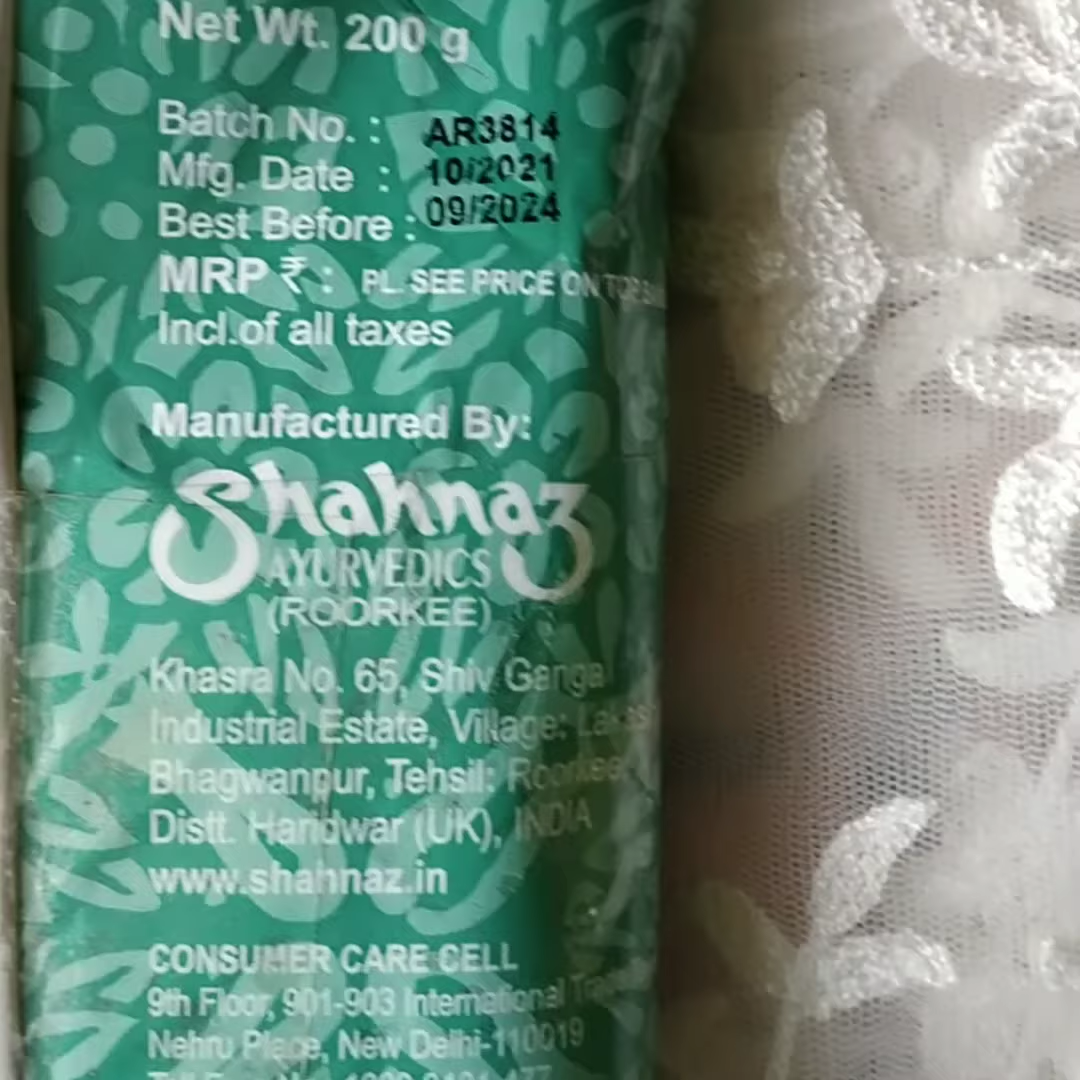 Net Wt. 200 g
Batch No. : AR3814
Mfg. Date : 10/2021
Best Before : 09/2024
MRP ₹ : PL. SEE PRICE ON TOP
Incl.of all taxes
Manufactured By:
Shahnaz
AYURVEDICS
(ROORKEE)
Khasra No. 65, Shiv Ganga
Industrial Estate, Village:
Bhagwanpur, Tehsil: Roorkee
Distt. Haridwar (UK), INDIA
www.shahnaz.in
CONSUMER CARE CELL
9th Floor, 901-903 International
Nehru Place, New Delhi-110019